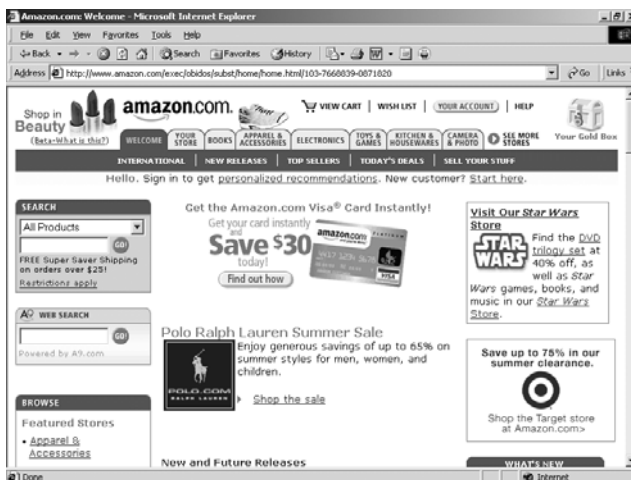 Amazon.com: Welcome - Microsoft Internet Explorer
File Edit View Favorites Tools Help
Back Search Favorites History
Address http://www.amazon.com/exec/obidos/subst/home/home.html/103-7668839-0871820 Go Links
Shop in
Beauty
(Beta-What is this?)
amazon.com.
VIEW CART | WISH LIST | YOUR ACCOUNT | HELP
WELCOME
YOUR STORE
BOOKS
APPAREL & ACCESSORIES
ELECTRONICS
TOYS & GAMES
KITCHEN & HOUSEWARES
CAMERA & PHOTO
SEE MORE STORES
Your Gold Box
INTERNATIONAL | NEW RELEASES | TOP SELLERS | TODAY'S DEALS | SELL YOUR STUFF
Hello. Sign in to get personalized recommendations. New customer? Start here.
SEARCH
All Products
GO!
FREE Super Saver Shipping
on orders over $25!
Restrictions apply
A9 WEB SEARCH
GO!
Powered by A9.com
BROWSE
Featured Stores
• Apparel &
Accessories
Get the Amazon.com Visa® Card Instantly!
Get your card instantly
and
Save $30
today!
Find out how
amazon.com
PLATINUM
VISA
Polo Ralph Lauren Summer Sale
POLO.COM
RALPH LAUREN
Enjoy generous savings of up to 65% on
summer styles for men, women, and
children.
Shop the sale
New and Future Releases
Visit Our Star Wars
Store
STAR
WARS
Find the DVD
trilogy set at
40% off, as
well as Star
Wars games, books, and
music in our Star Wars
Store.
Save up to 75% in our
summer clearance.
Shop the Target store
at Amazon.com>
WHAT'S NEW
Done
Internet